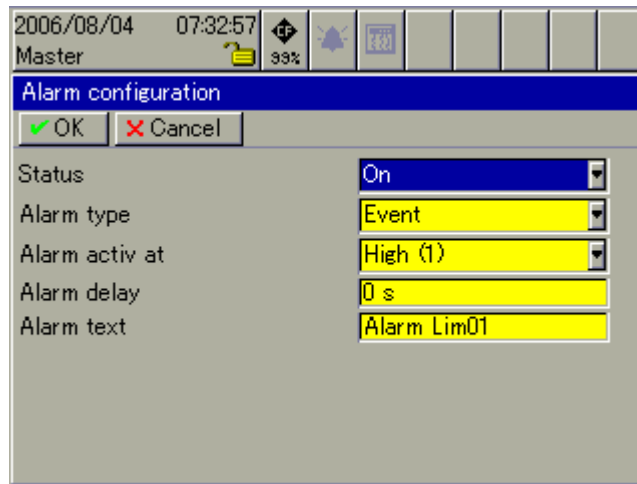 2006/08/04 07:32:57
Master
CF
99%
Alarm configuration
OK Cancel
Status On
Alarm type Event
Alarm activ at High (1)
Alarm delay 0 s
Alarm text Alarm Lim01